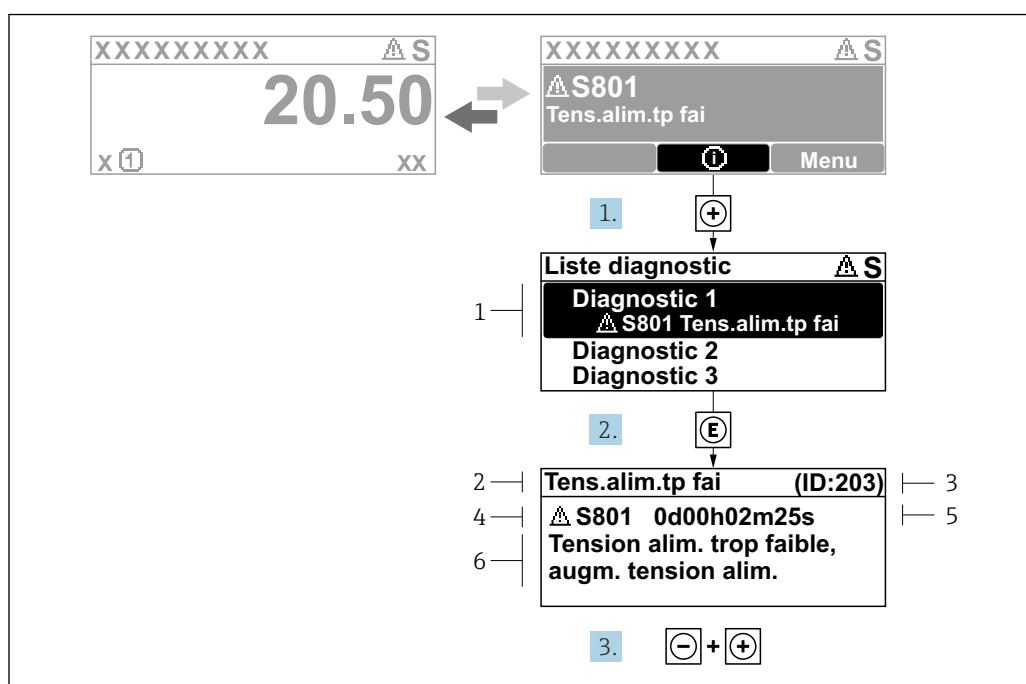 XXXXXXXXX ⚠ S
20.50
X ① XX
XXXXXXXXX ⚠ S
⚠ S801
Tens.alim.tp fai
ⓘ Menu
1. +
Liste diagnostic ⚠ S
1
Diagnostic 1
⚠ S801 Tens.alim.tp fai
Diagnostic 2
Diagnostic 3
2. E
2 Tens.alim.tp fai (ID:203) 3
4 ⚠ S801 0d00h02m25s 5
6
Tension alim. trop faible,
augm. tension alim.
3. - + +